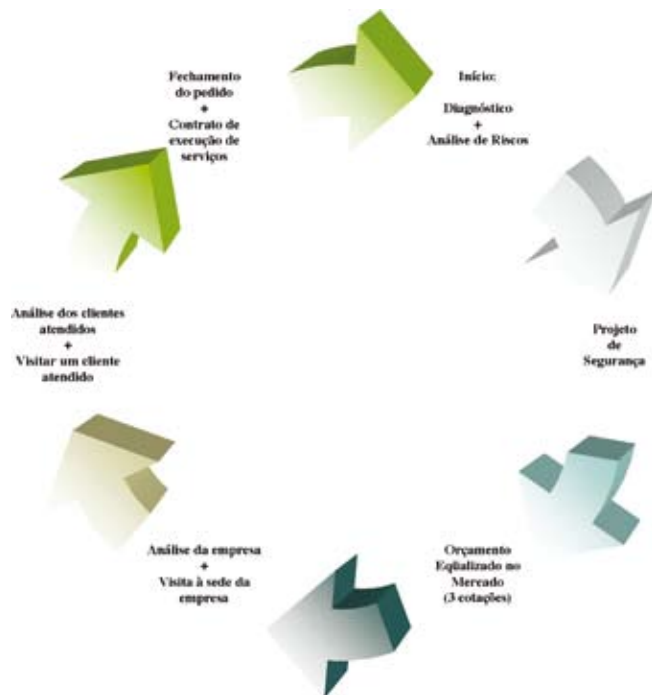 Início:
Diagnóstico
+
Análise de Riscos
Projeto
de
Segurança
Orçamento
Eqüalizado no
Mercado
(3 cotações)
Análise da empresa
+
Visita à sede da
empresa
Análise dos clientes
atendidos
+
Visitar um cliente
atendido
Fechamento
do pedido
+
Contrato de
execução de
serviços